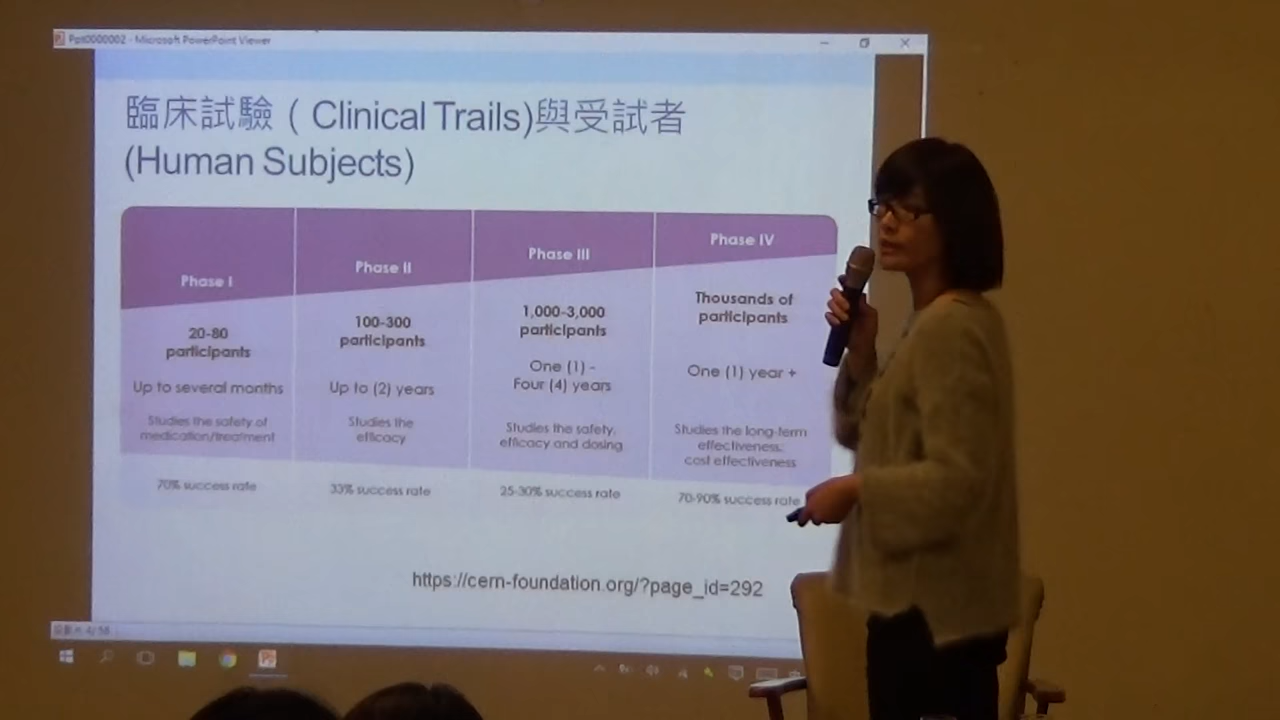 Ppt0000002 - Microsoft PowerPoint Viewer
臨床試驗（Clinical Trails)與受試者
(Human Subjects)
Phase I
20-80
participants
Up to several months
Studies the safety of
medication/treatment
70% success rate
Phase II
100-300
participants
Up to (2) years
Studies the
efficacy
33% success rate
Phase III
1,000-3,000
participants
One (1) -
Four (4) years
Studies the safety,
efficacy and dosing
25-30% success rate
Phase IV
Thousands of
participants
One (1) year +
Studies the long-term
effectiveness;
cost effectiveness
70-90% success rate
https://cern-foundation.org/?page_id=292